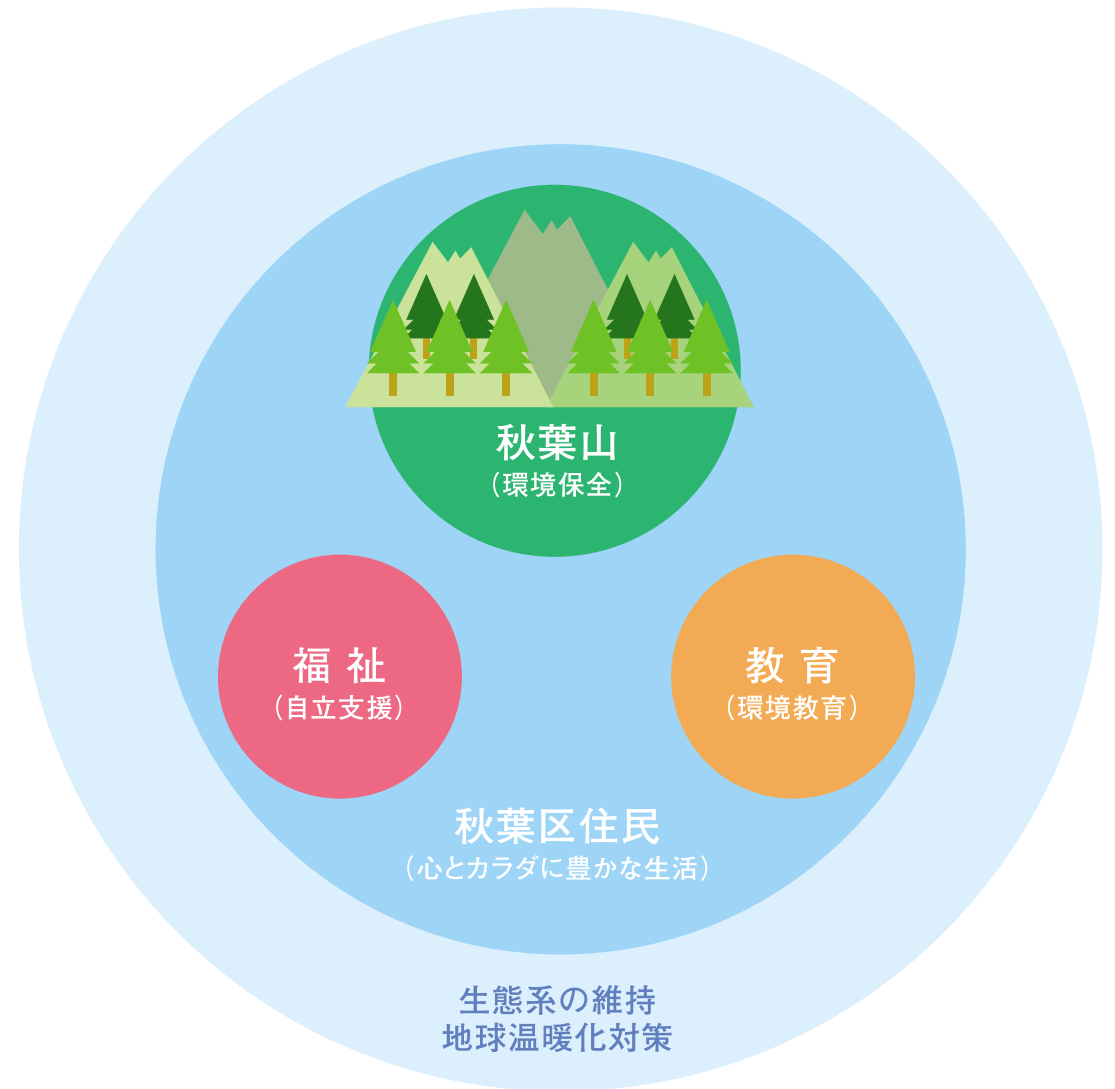 秋葉山
（環境保全）
福 祉
（自立支援）
教 育
（環境教育）
秋葉区住民
（心とカラダに豊かな生活）
生態系の維持
地球温暖化対策